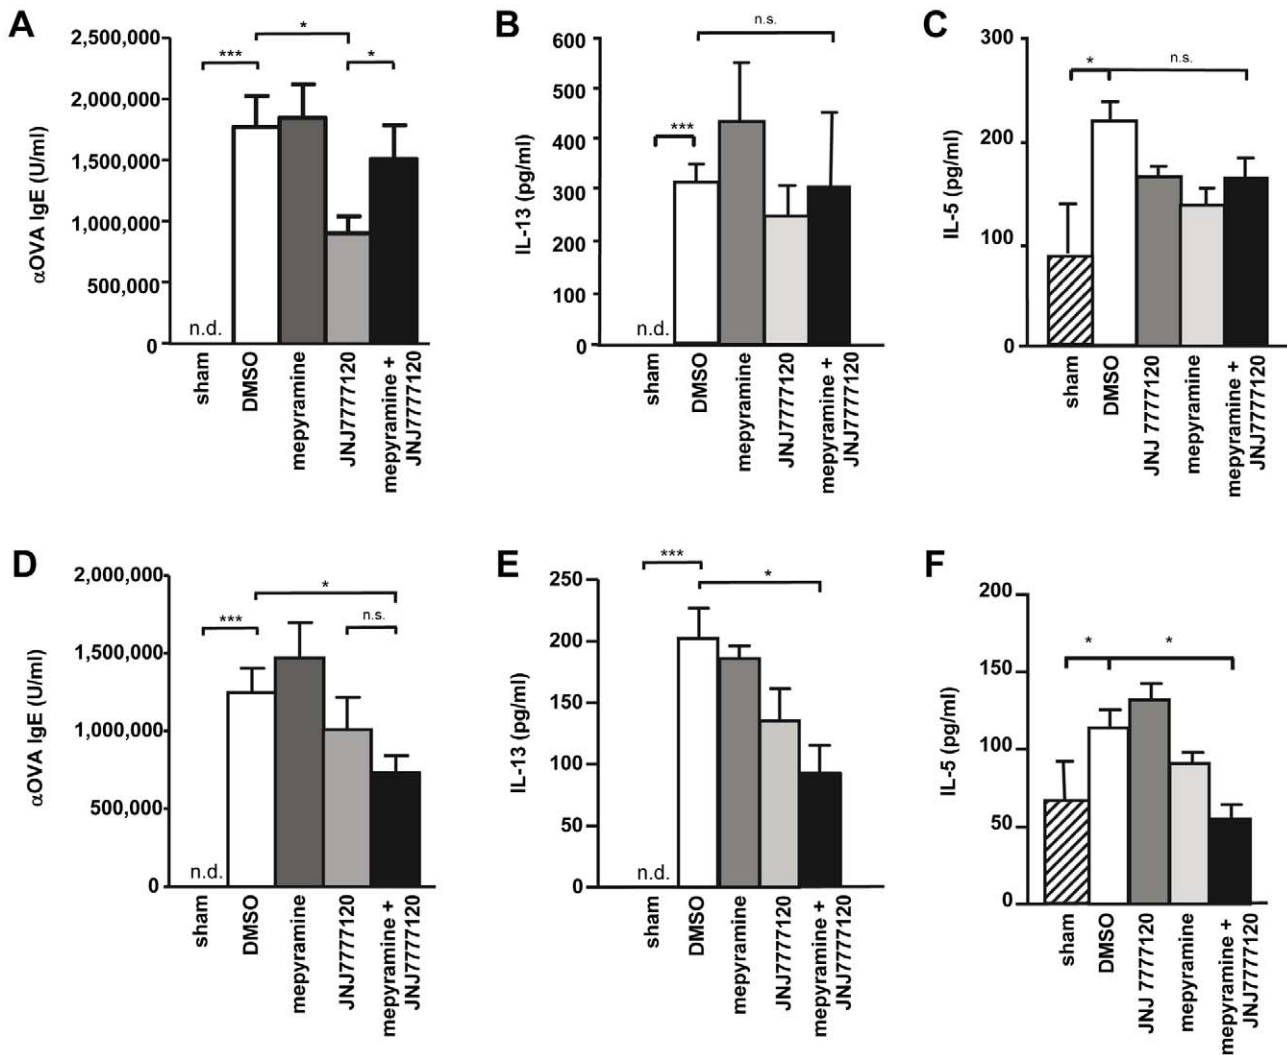 A
αOVA IgE (U/ml)
2,500,000
2,000,000
1,500,000
1,000,000
500,000
0
***
*
*
n.d.
sham
DMSO
mepyramine
JNJ7777120
mepyramine +
JNJ7777120
B
IL-13 (pg/ml)
600
500
400
300
200
100
0
***
n.s.
n.d.
sham
DMSO
mepyramine
JNJ7777120
mepyramine +
JNJ7777120
C
IL-5 (pg/ml)
300
200
100
0
*
n.s.
sham
DMSO
JNJ 7777120
mepyramine
mepyramine +
JNJ7777120
D
αOVA IgE (U/ml)
2,000,000
1,500,000
1,000,000
500,000
0
***
*
n.s.
n.d.
sham
DMSO
mepyramine
JNJ7777120
mepyramine +
JNJ7777120
E
IL-13 (pg/ml)
250
200
150
100
50
0
***
*
n.d.
sham
DMSO
mepyramine
JNJ7777120
mepyramine +
JNJ7777120
F
IL-5 (pg/ml)
200
150
100
50
0
*
*
sham
DMSO
JNJ 7777120
mepyramine
mepyramine +
JNJ7777120